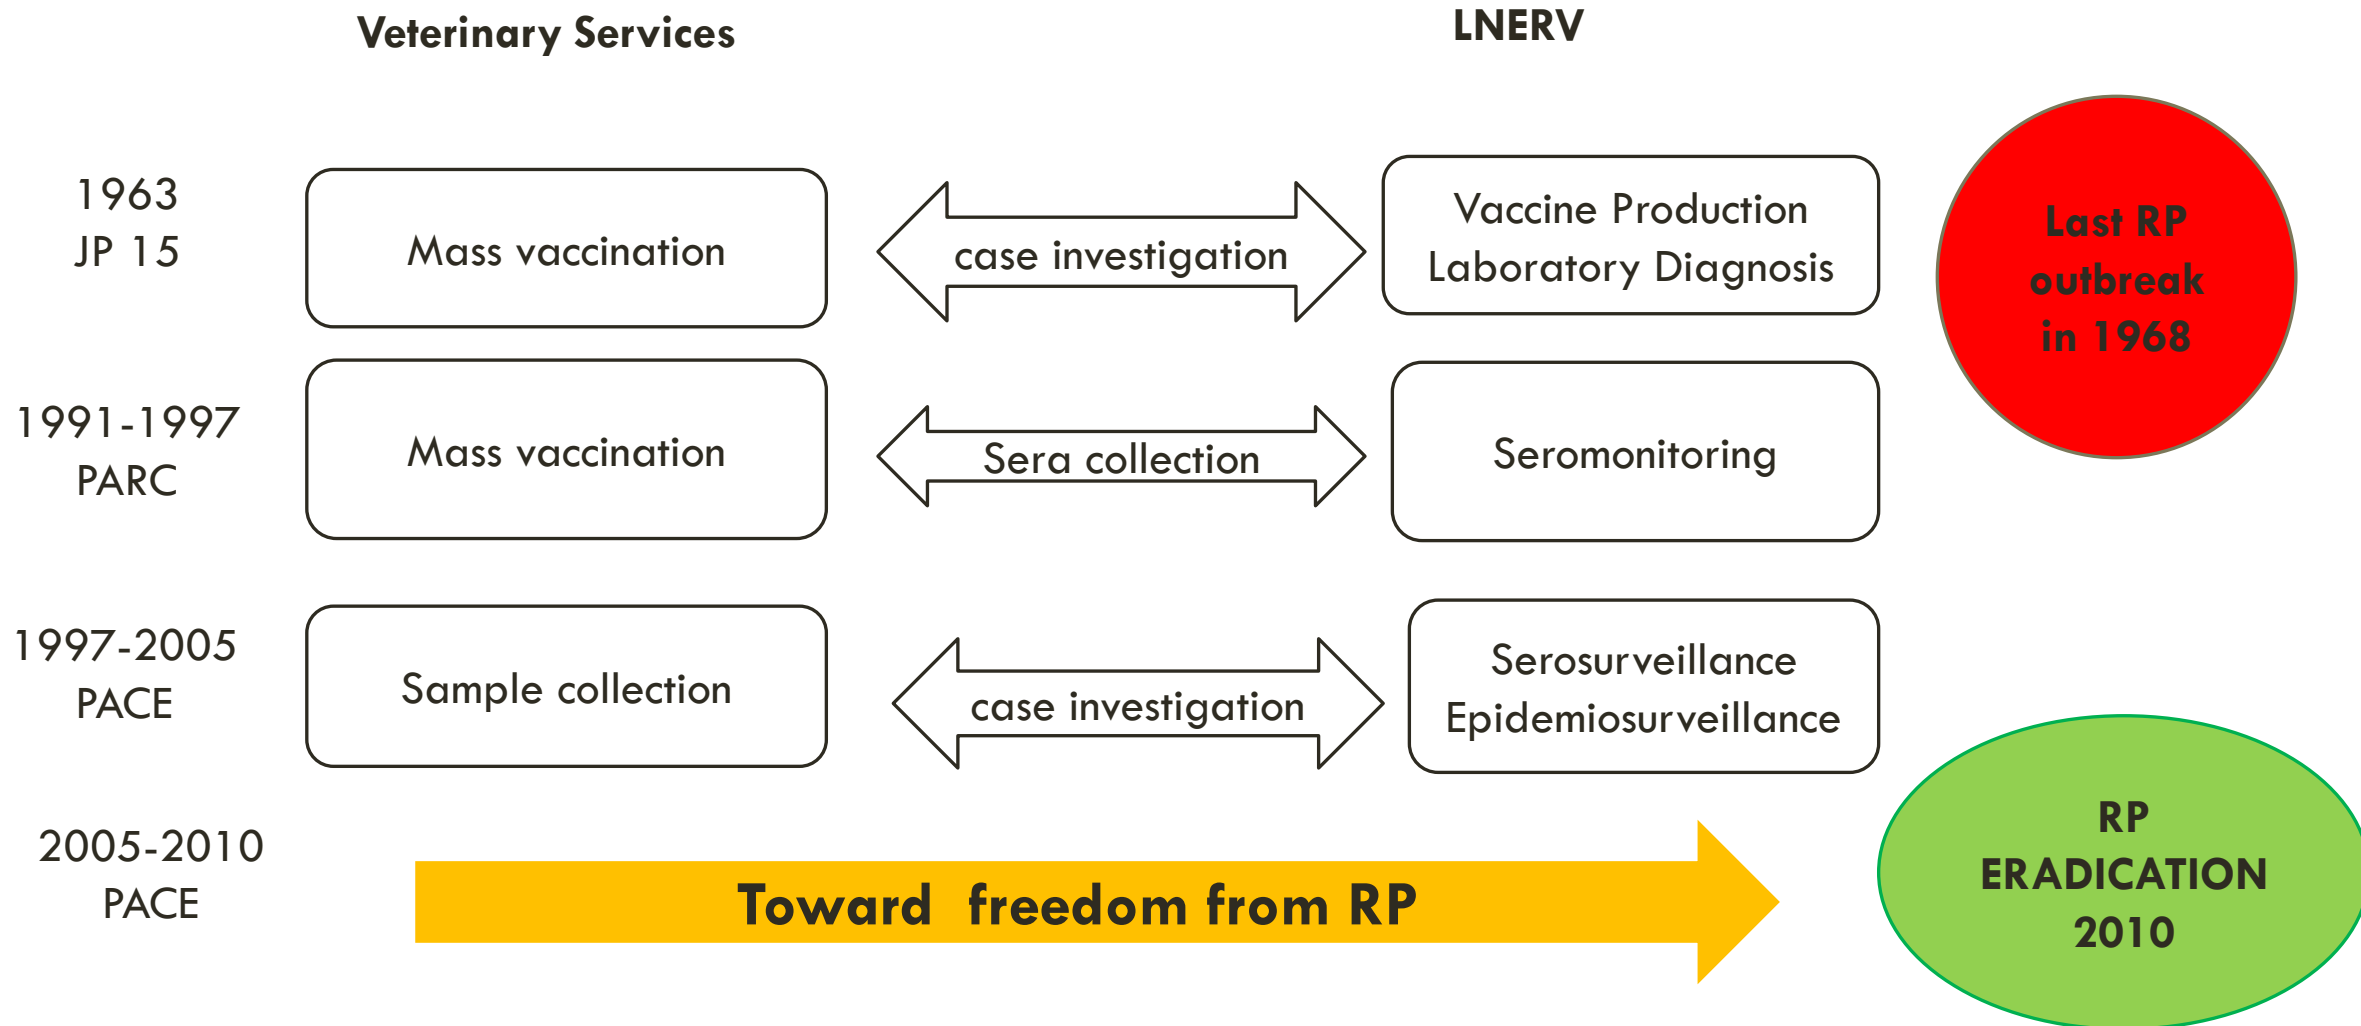 Veterinary Services
LNERV
1963
JP 15
Mass vaccination
case investigation
Vaccine Production
Laboratory Diagnosis
Last RP
outbreak
in 1968
1991-1997
PARC
Mass vaccination
Sera collection
Seromonitoring
1997-2005
PACE
Sample collection
case investigation
Serosurveillance
Epidemiosurveillance
2005-2010
PACE
Toward freedom from RP
RP
ERADICATION
2010